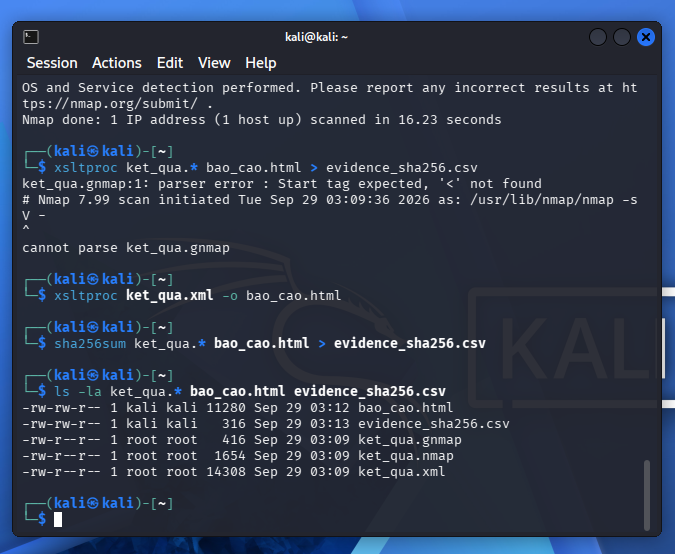 kali@kali: ~
Session Actions Edit View Help
OS and Service detection performed. Please report any incorrect results at ht
tps://nmap.org/submit/ .
Nmap done: 1 IP address (1 host up) scanned in 16.23 seconds
┌──(kali㉿kali)-[~]
└─$ xsltproc ket_qua.* bao_cao.html > evidence_sha256.csv
ket_qua.gnmap:1: parser error : Start tag expected, '<' not found
# Nmap 7.99 scan initiated Tue Sep 29 03:09:36 2026 as: /usr/lib/nmap/nmap -s
V -
^
cannot parse ket_qua.gnmap
┌──(kali㉿kali)-[~]
└─$ xsltproc ket_qua.xml -o bao_cao.html
┌──(kali㉿kali)-[~]
└─$ sha256sum ket_qua.* bao_cao.html > evidence_sha256.csv
┌──(kali㉿kali)-[~]
└─$ ls -la ket_qua.* bao_cao.html evidence_sha256.csv
-rw-rw-r-- 1 kali kali 11280 Sep 29 03:12 bao_cao.html
-rw-rw-r-- 1 kali kali   316 Sep 29 03:13 evidence_sha256.csv
-rw-r--r-- 1 root root   416 Sep 29 03:09 ket_qua.gnmap
-rw-r--r-- 1 root root  1654 Sep 29 03:09 ket_qua.nmap
-rw-r--r-- 1 root root 14308 Sep 29 03:09 ket_qua.xml
┌──(kali㉿kali)-[~]
└─$
KALI